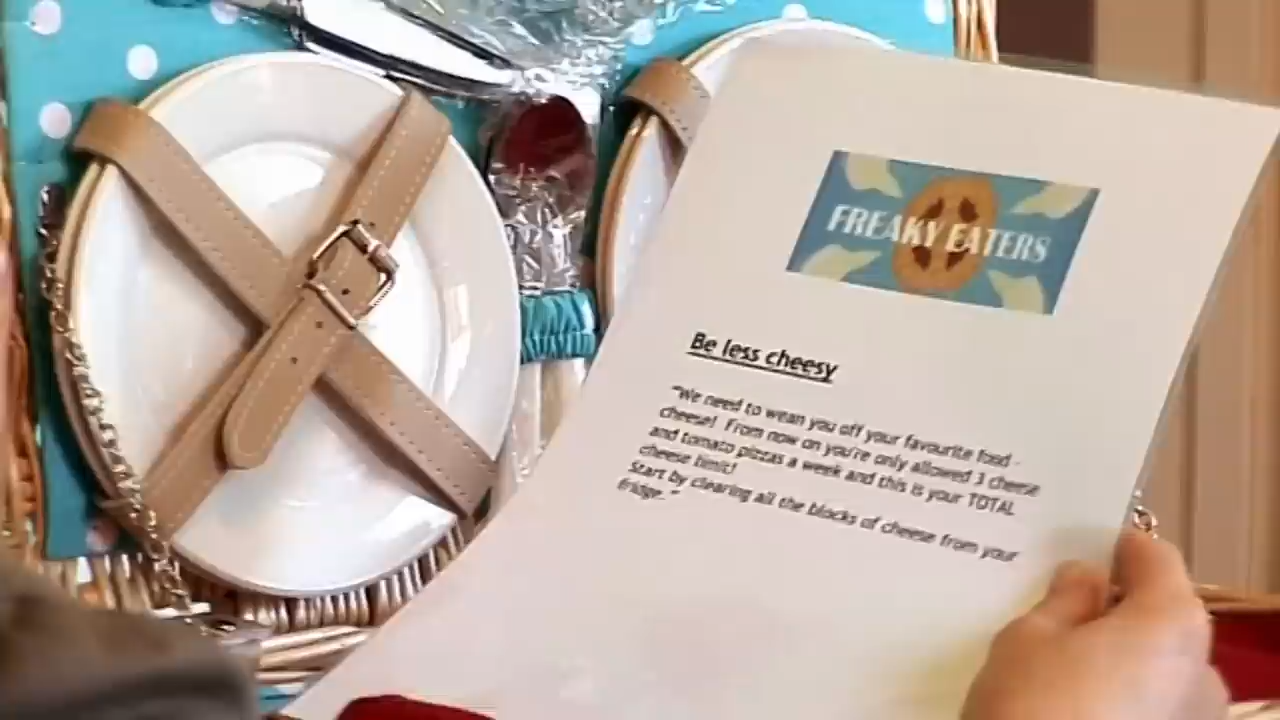 FREAKY EATERS
Be less cheesy
"We need to wean you off your favourite food -
cheese! From now on you're only allowed 3 cheese
and tomato pizzas a week and this is your TOTAL
cheese limit!
Start by clearing all the blocks of cheese from your
fridge."